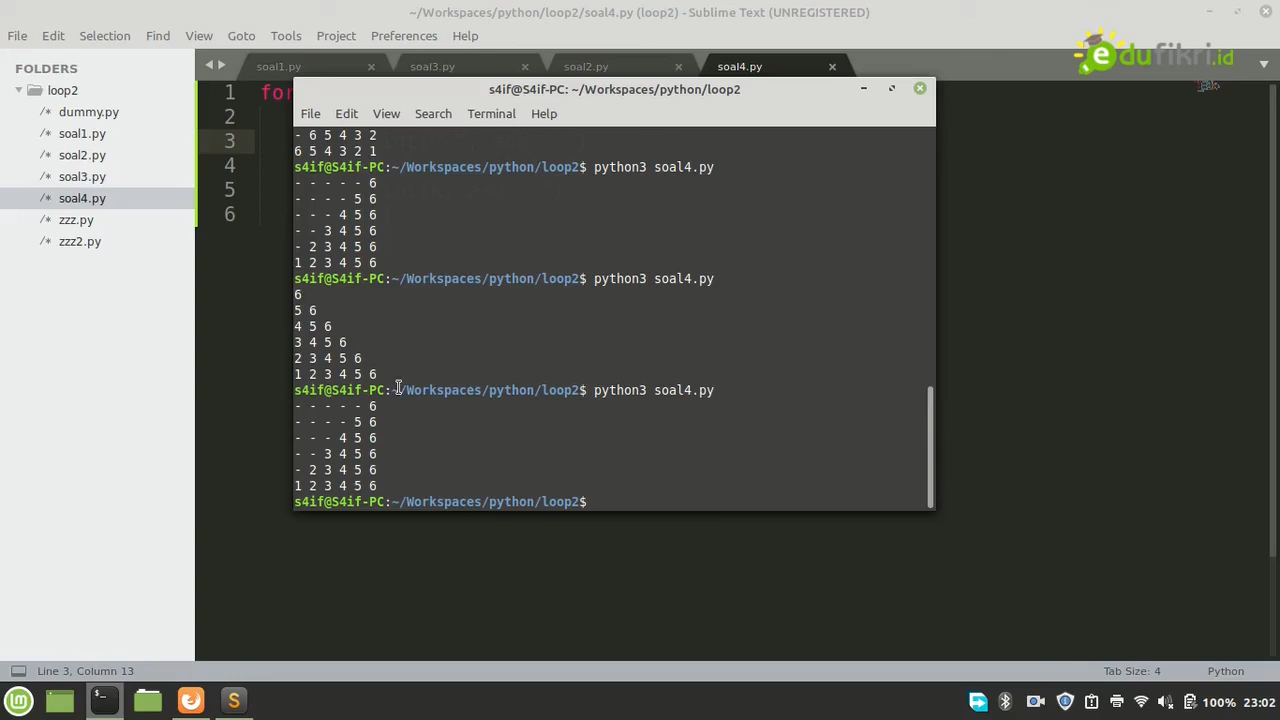 ~/Workspaces/python/loop2/soal4.py (loop2) - Sublime Text (UNREGISTERED)
File Edit Selection Find View Goto Tools Project Preferences Help
edufikri.id
FOLDERS
loop2
/* dummy.py
/* soal1.py
/* soal2.py
/* soal3.py
/* soal4.py
/* zzz.py
/* zzz2.py
soal1.py × soal3.py × soal2.py × soal4.py ×
1 for
2
3
4
5
6
s4if@S4if-PC: ~/Workspaces/python/loop2
File Edit View Search Terminal Help
- 6 5 4 3 2
6 5 4 3 2 1
s4if@S4if-PC:~/Workspaces/python/loop2$ python3 soal4.py
- - - - - 6
- - - - 5 6
- - - 4 5 6
- - 3 4 5 6
- 2 3 4 5 6
1 2 3 4 5 6
s4if@S4if-PC:~/Workspaces/python/loop2$ python3 soal4.py
6
5 6
4 5 6
3 4 5 6
2 3 4 5 6
1 2 3 4 5 6
s4if@S4if-PC:~/Workspaces/python/loop2$ python3 soal4.py
- - - - - 6
- - - - 5 6
- - - 4 5 6
- - 3 4 5 6
- 2 3 4 5 6
1 2 3 4 5 6
s4if@S4if-PC:~/Workspaces/python/loop2$
Line 3, Column 13 Tab Size: 4 Python
100% 23:02